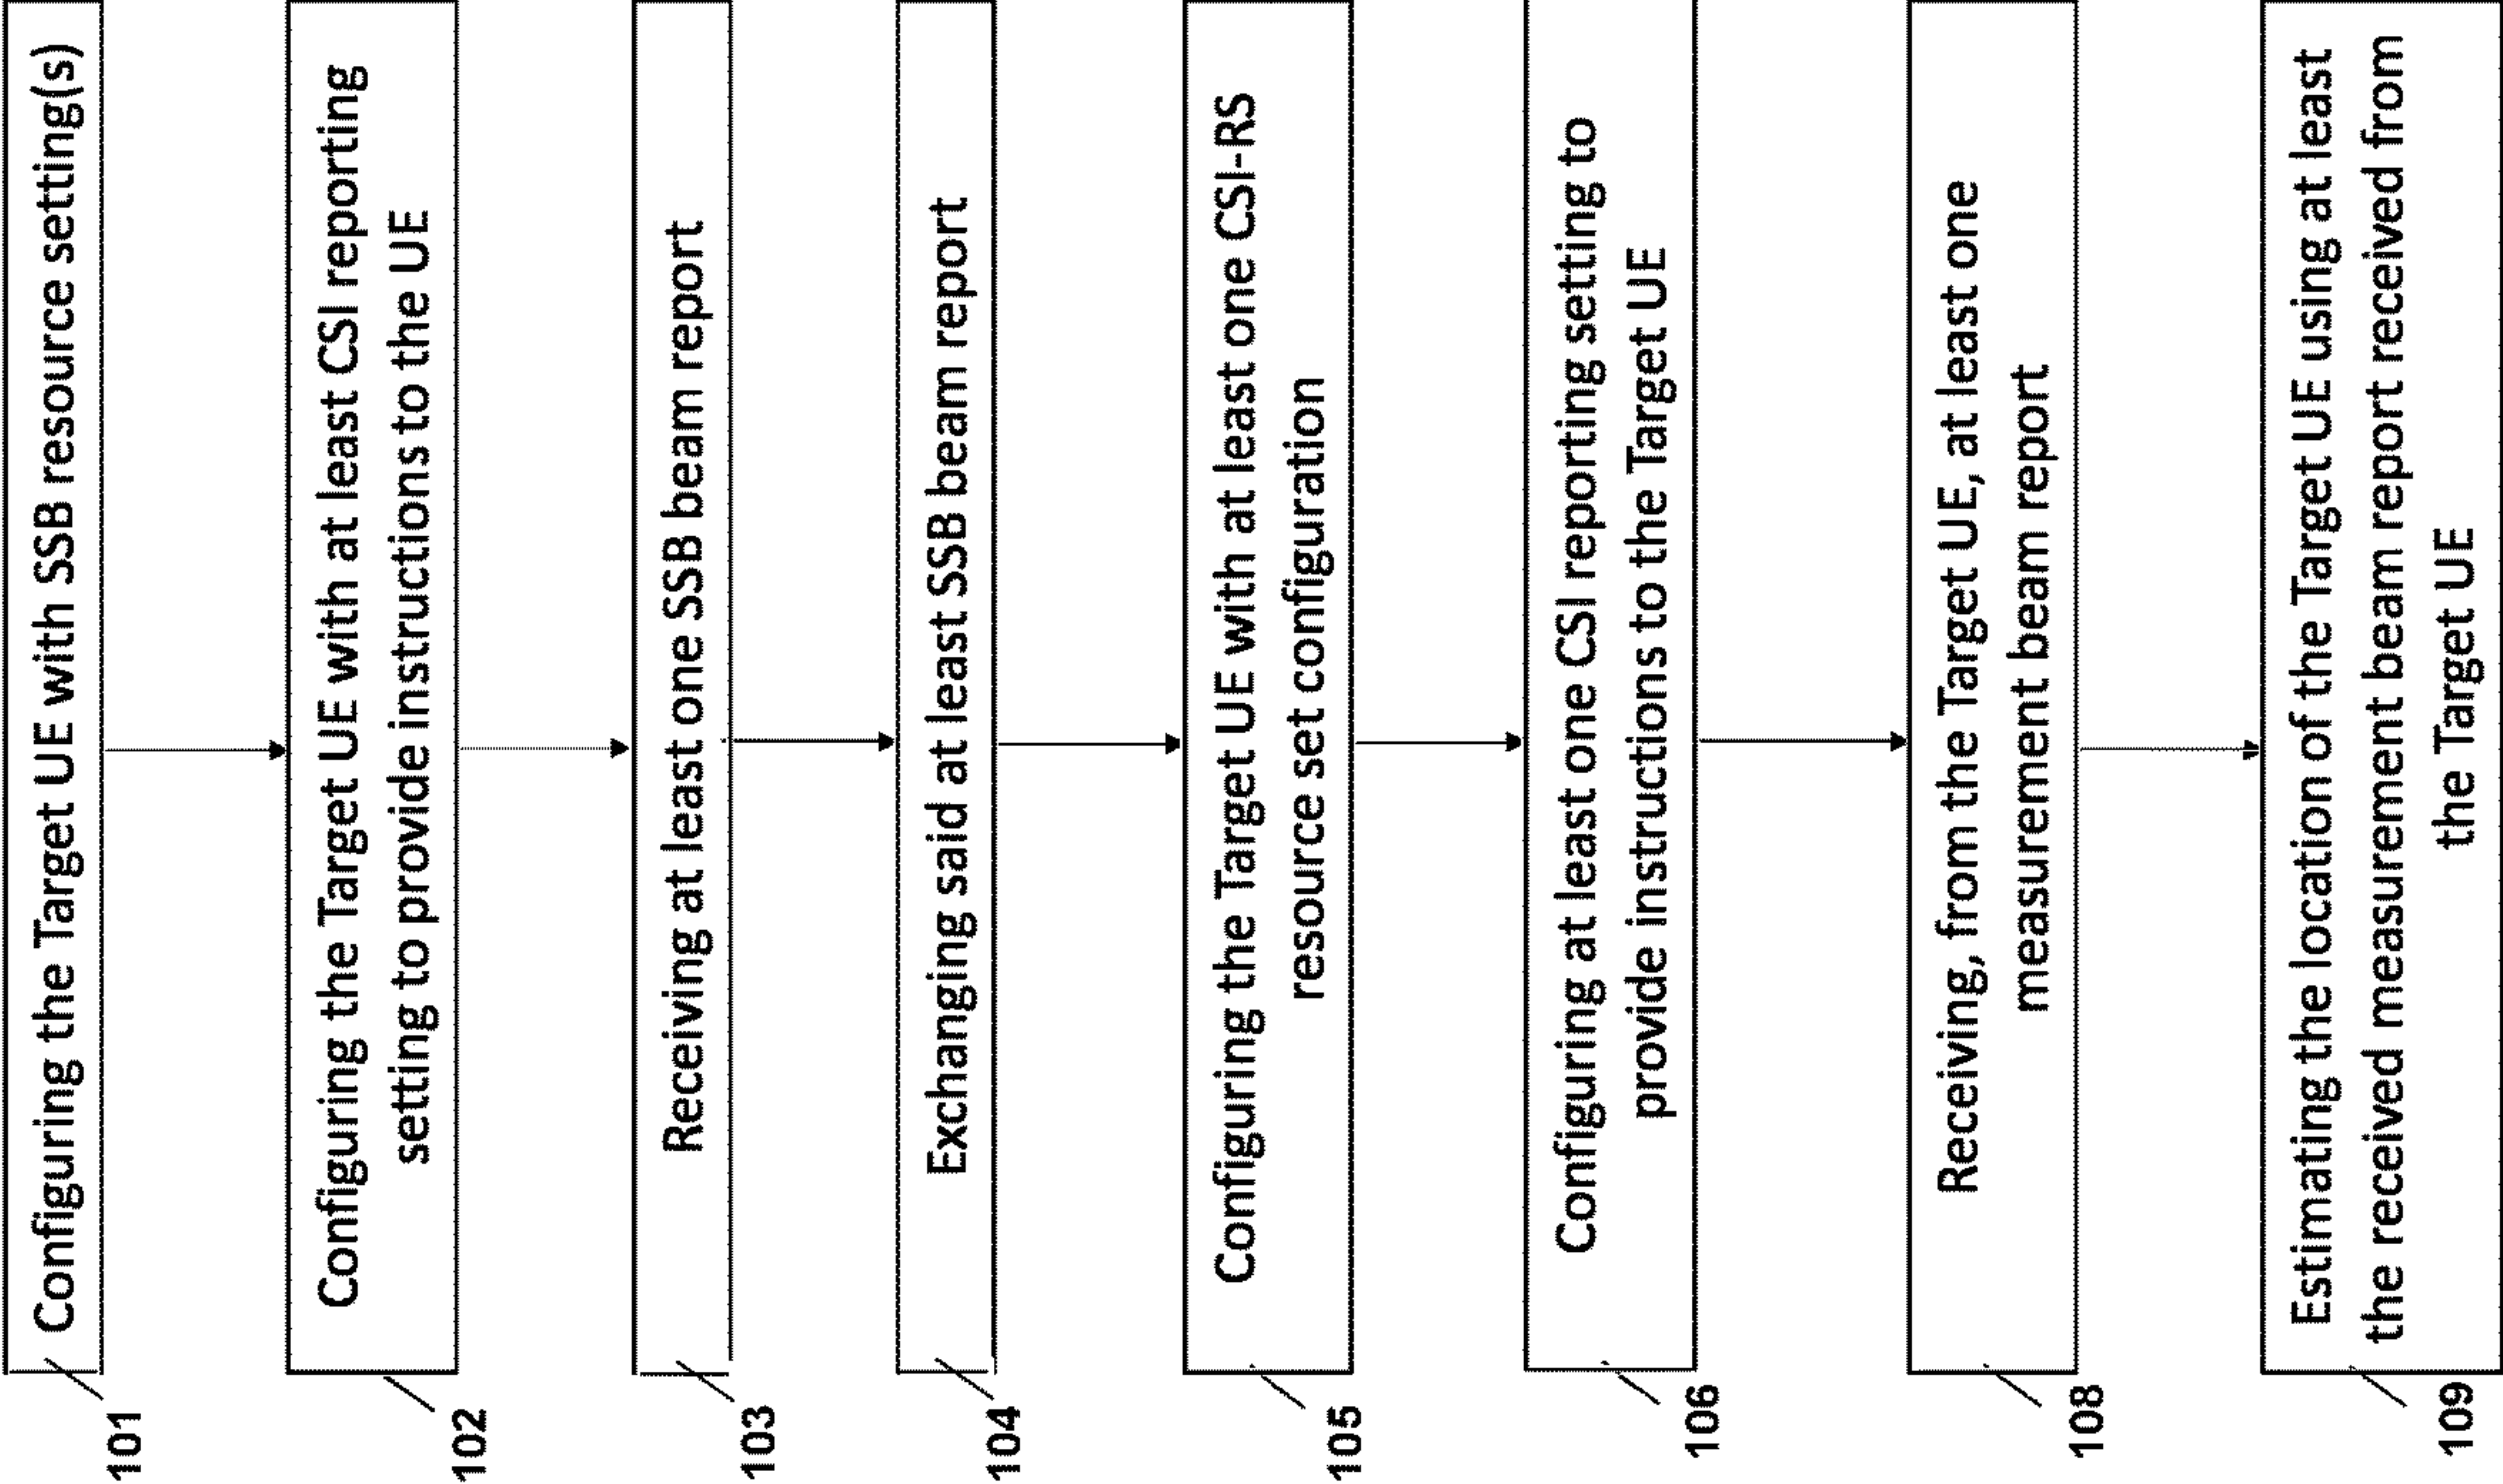 101
Configuring the Target UE with SSB resource setting(s)
102
Configuring the Target UE with at least CSI reporting
setting to provide instructions to the UE
103
Receiving at least one SSB beam report
104
Exchanging said at least SSB beam report
105
Configuring the Target UE with at least one CSI-RS
resource set configuration
106
Configuring at least one CSI reporting setting to
provide instructions to the Target UE
108
Receiving, from the Target UE, at least one
measurement beam report
109
Estimating the location of the Target UE using at least
the received measurement beam report received from
the Target UE